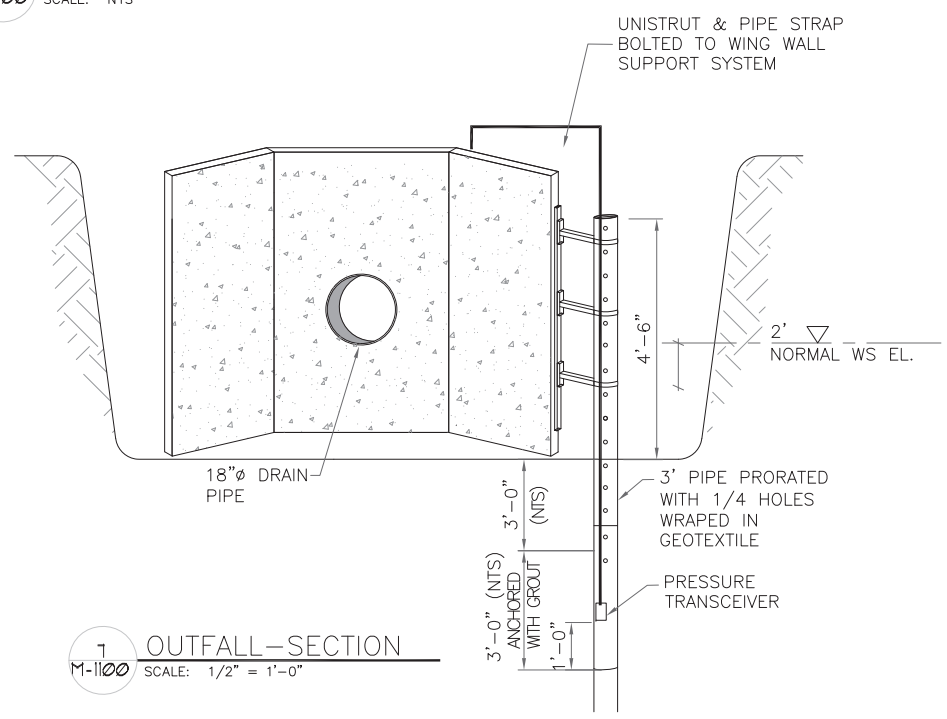 SCALE: NTS
UNISTRUT & PIPE STRAP
BOLTED TO WING WALL
SUPPORT SYSTEM
4'-6"
2'
NORMAL WS EL.
18"ø DRAIN
PIPE
3'-0"
(NTS)
3' PIPE PRORATED
WITH 1/4 HOLES
WRAPED IN
GEOTEXTILE
3'-0" (NTS)
ANCHORED
WITH GROUT
1'-0"
PRESSURE
TRANSCEIVER
7
M-1100
OUTFALL-SECTION
SCALE: 1/2" = 1'-0"